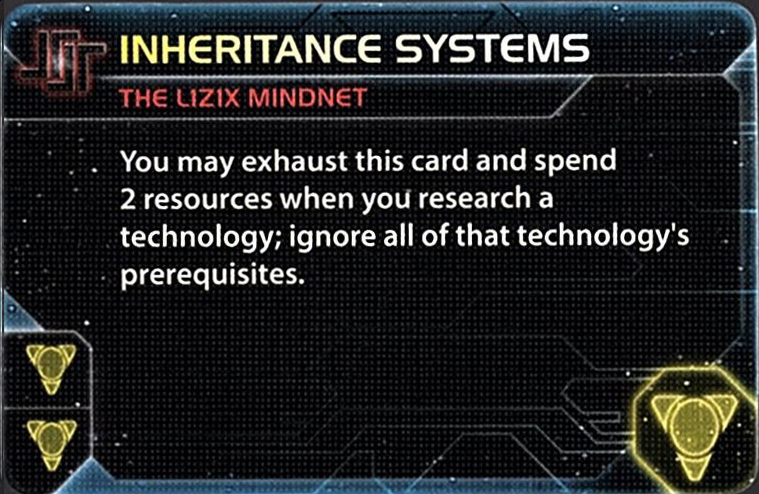 INHERITANCE SYSTEMS
THE L1Z1X MINDNET
You may exhaust this card and spend
2 resources when you research a
technology; ignore all of that technology's
prerequisites.